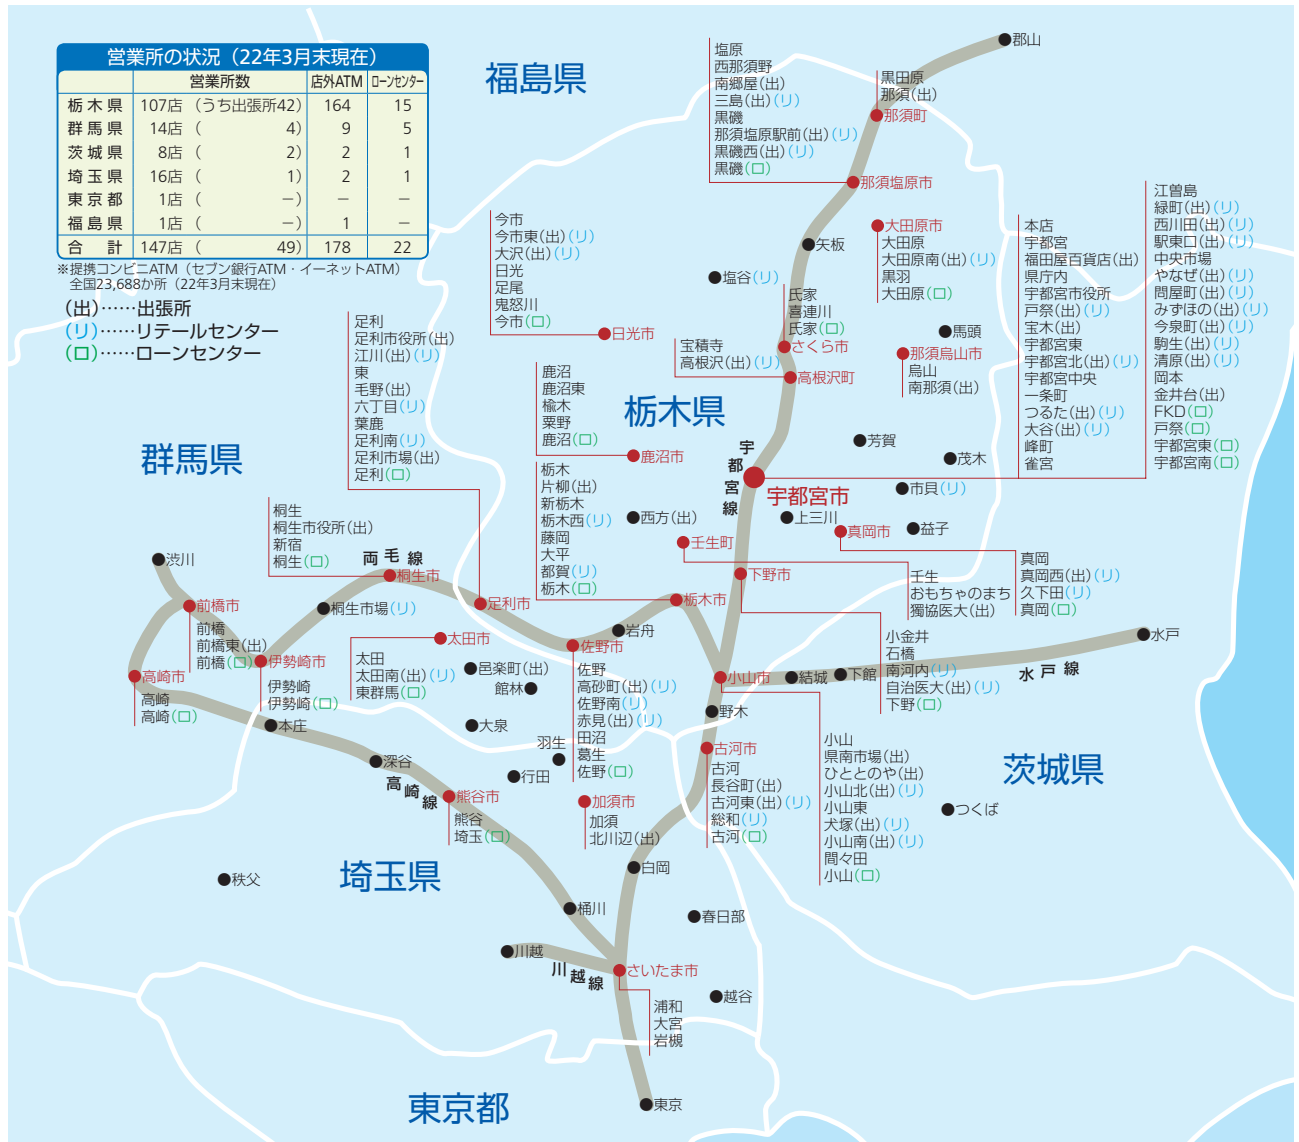 営業所の状況（22年3月末現在）
営業所数 店外ATM ローンセンター
栃木県 107店（うち出張所42） 164 15
群馬県 14店（ 4） 9 5
茨城県 8店（ 2） 2 1
埼玉県 16店（ 1） 2 1
東京都 1店（ −） − −
福島県 1店（ −） 1 −
合計 147店（ 49） 178 22
※提携コンビニATM（セブン銀行ATM・イーネットATM）
全国23,688か所（22年3月末現在）
(出)……出張所
(リ)……リテールセンター
(ロ)……ローンセンター
福島県
郡山
塩原
西那須野
南郷屋(出)
三島(出)(リ)
黒磯
那須塩原駅前(出)(リ)
黒磯西(出)(リ)
黒磯(ロ)
那須塩原市
黒田原
那須(出)
那須町
今市
今市東(出)(リ)
大沢(出)(リ)
日光
足尾
鬼怒川
今市(ロ)
日光市
矢板
塩谷(リ)
大田原市
大田原
大田原南(出)(リ)
黒羽
大田原(ロ)
氏家
喜連川
氏家(ロ)
さくら市
宝積寺
高根沢(出)(リ)
高根沢町
馬頭
那須烏山市
烏山
南那須(出)
本店
宇都宮
福田屋百貨店(出)
県庁内
宇都宮市役所
戸祭(出)(リ)
宝木(出)
宇都宮東
宇都宮北(出)(リ)
宇都宮中央
一条町
つるた(出)(リ)
大谷(出)(リ)
峰町
雀宮
江曽島
緑町(出)(リ)
西川田(出)(リ)
駅東口(出)(リ)
中央市場
やなぜ(出)(リ)
問屋町(出)(リ)
みずほの(出)(リ)
今泉町(出)(リ)
駒生(出)(リ)
清原(出)(リ)
岡本
金井台(出)
FKD(ロ)
戸祭(ロ)
宇都宮東(ロ)
宇都宮南(ロ)
宇都宮市
足利
足利市役所(出)
江川(出)(リ)
東
毛野(出)
六丁目(リ)
葉鹿
足利南(リ)
足利市場(出)
足利(ロ)
足利市
鹿沼
鹿沼東
楡木
粟野
鹿沼(ロ)
鹿沼市
栃木県
宇都宮線
芳賀
茂木
市貝(リ)
益子
上三川
群馬県
栃木
片柳(出)
新栃木
栃木西(リ)
藤岡
大平
都賀(リ)
栃木(ロ)
栃木市
西方(出)
壬生町
壬生
おもちゃのまち
獨協医大(出)
真岡市
真岡
真岡西(出)(リ)
久下田(リ)
真岡(ロ)
桐生
桐生市役所(出)
新宿
桐生(ロ)
桐生市
両毛線
渋川
前橋市
前橋
前橋東(出)
前橋(ロ)
桐生市場(リ)
伊勢崎市
伊勢崎
伊勢崎(ロ)
高崎市
高崎
高崎(ロ)
太田市
太田
太田南(出)(リ)
東群馬(ロ)
邑楽町(出)
館林
大泉
岩舟
佐野市
佐野
高砂町(出)(リ)
佐野南(リ)
赤見(出)(リ)
田沼
葛生
佐野(ロ)
下野市
小金井
石橋
南河内(リ)
自治医大(出)(リ)
下野(ロ)
小山市
小山
県南市場(出)
ひととのや(出)
小山北(出)(リ)
小山東
犬塚(出)(リ)
小山南(出)(リ)
間々田
小山(ロ)
結城
下館
水戸線
水戸
野木
古河市
古河
長谷町(出)
古河東(出)(リ)
総和(リ)
古河(ロ)
茨城県
つくば
本庄
深谷
高崎線
熊谷市
熊谷
埼玉(ロ)
羽生
行田
加須市
加須
北川辺(出)
埼玉県
秩父
白岡
桶川
春日部
川越
川越線
さいたま市
浦和
大宮
岩槻
越谷
東京都
東京